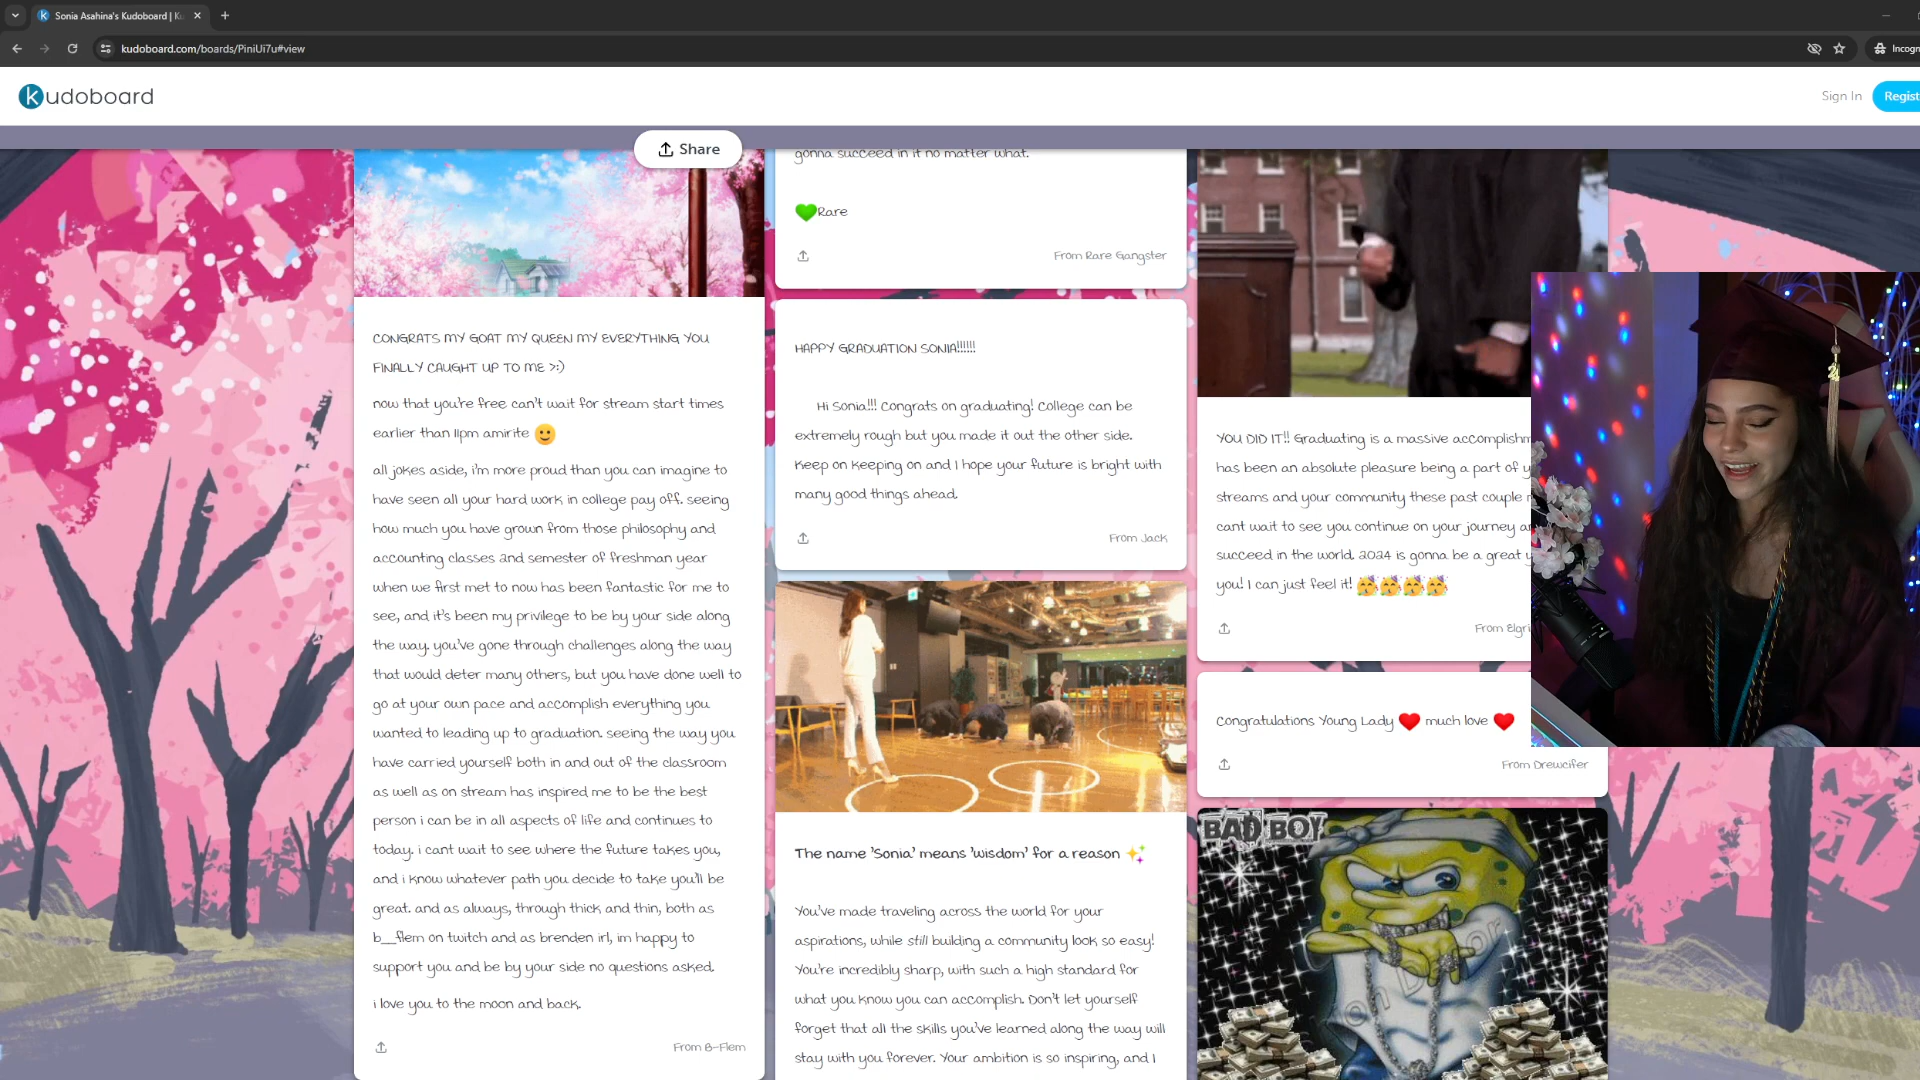 Sonia Asahina's Kudoboard | Ku
kudoboard.com/boards/PiniUi7u#view
Incogn
kudoboard
Sign In
Regist
Share
CONGRATS MY GOAT MY QUEEN MY EVERYTHING YOU
FINALLY CAUGHT UP TO ME >:)
now that you're free can't wait for stream start times
earlier than 11pm amirite 🙂
all jokes aside, i'm more proud than you can imagine to
have seen all your hard work in college pay off. seeing
how much you have grown from those philosophy and
accounting classes 2nd semester of freshman year
when we first met to now has been fantastic for me to
see, and it's been my privilege to be by your side along
the way. you've gone through challenges along the way
that would deter many others, but you have done well to
go at your own pace and accomplish everything you
wanted to leading up to graduation. seeing the way you
have carried yourself both in and out of the classroom
as well as on stream has inspired me to be the best
person i can be in all aspects of life and continues to
today. i cant wait to see where the future takes you,
and i know whatever path you decide to take you'll be
great. and as always, through thick and thin, both as
b__flem on twitch and as brenden irl, im happy to
support you and be by your side no questions asked.
i love you to the moon and back.
From B-Flem
gonna succeed in it no matter what.
💚Rare
From Rare Gangster
HAPPY GRADUATION SONIA!!!!!!
Hi Sonia!!! Congrats on graduating! College can be
extremely rough but you made it out the other side.
Keep on keeping on and I hope your future is bright with
many good things ahead.
From Jack
The name 'Sonia' means 'wisdom' for a reason ✨
You've made traveling across the world for your
aspirations, while still building a community look so easy!
You're incredibly sharp, with such a high standard for
what you know you can accomplish. Don't let yourself
forget that all the skills you've learned along the way will
stay with you forever. Your ambition is so inspiring, and I
YOU DID IT!! Graduating is a massive accomplishm
has been an absolute pleasure being a part of y
streams and your community these past couple
cant wait to see you continue on your journey a
succeed in the world. 2024 is gonna be a great y
you! I can just feel it! 🥳🥳🥳🥳
From Elgri
Congratulations Young Lady ❤️ much love ❤️
From Drewcifer
BAD BOY